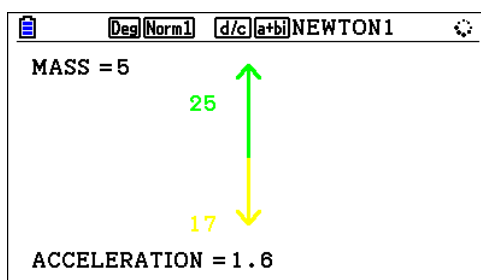 Deg Norm1 d/c a+bi NEWTON1
MASS =5
25
17
ACCELERATION =1.6